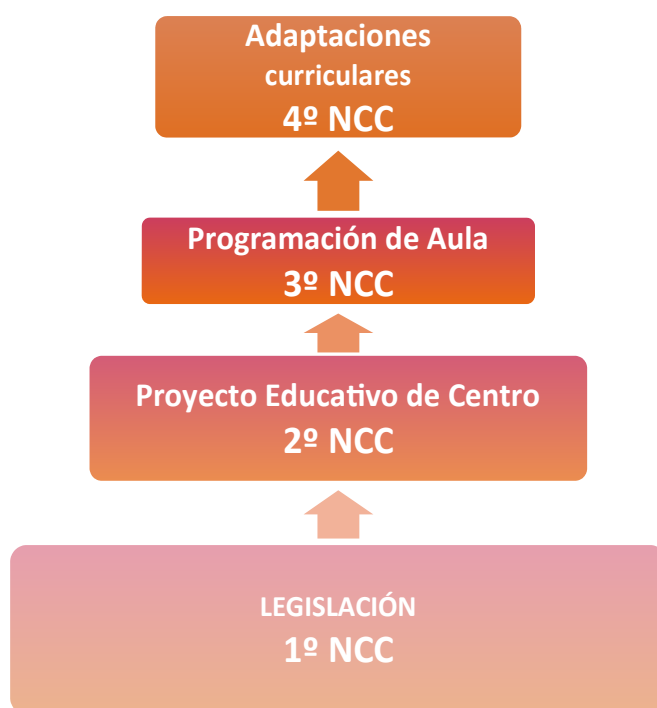 Adaptaciones
curriculares
4º NCC
Programación de Aula
3º NCC
Proyecto Educativo de Centro
2º NCC
LEGISLACIÓN
1º NCC